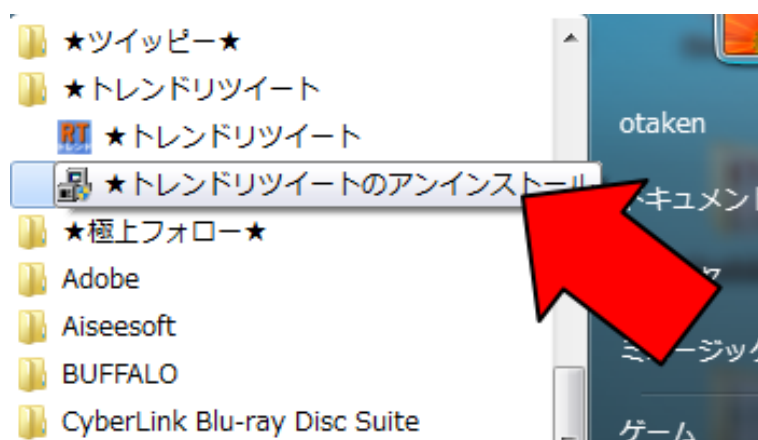 ★ツイッピー★
★トレンドリツイート
RT トレンド ★トレンドリツイート
★トレンドリツイートのアンインストール
★極上フォロー★
Adobe
Aiseesoft
BUFFALO
CyberLink Blu-ray Disc Suite
otaken
キュメント
ミュージック
ゲーム